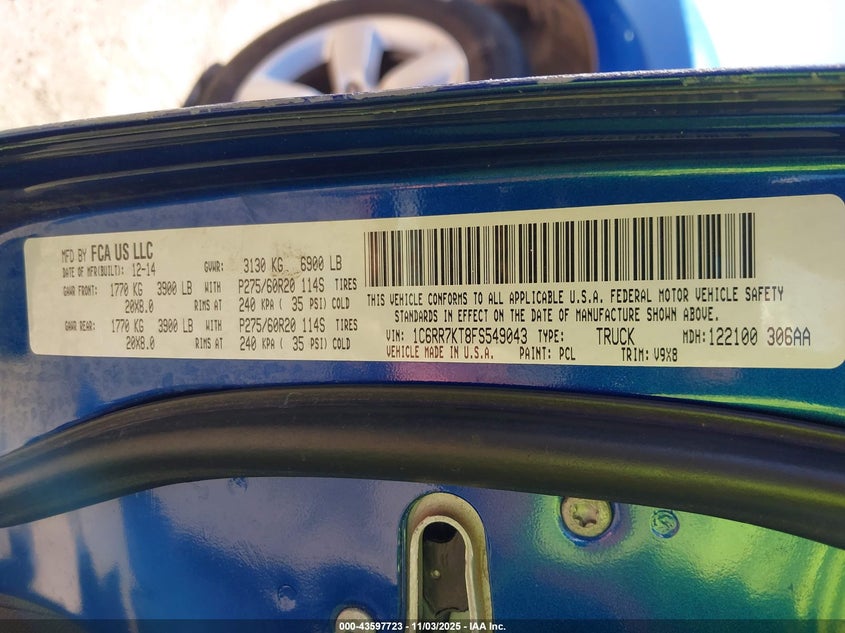 MFD BY FCA US LLC
DATE OF MFR(BUILT): 12-14 GVWR: 3130 KG 6900 LB
GAWR FRONT: 1770 KG 3900 LB WITH P275/60R20 114S TIRES
20X8.0 RIMS AT 240 KPA ( 35 PSI) COLD
GAWR REAR: 1770 KG 3900 LB WITH P275/60R20 114S TIRES
20X8.0 RIMS AT 240 KPA ( 35 PSI) COLD
THIS VEHICLE CONFORMS TO ALL APPLICABLE U.S.A. FEDERAL MOTOR VEHICLE SAFETY
STANDARDS IN EFFECT ON THE DATE OF MANUFACTURE SHOWN ABOVE.
VIN: 1C6RR7KT8FS549043 TYPE: TRUCK MDH: 122100 306AA
VEHICLE MADE IN U.S.A. PAINT: PCL TRIM: V9X8
000-43597723 - 11/03/2025 - IAA Inc.